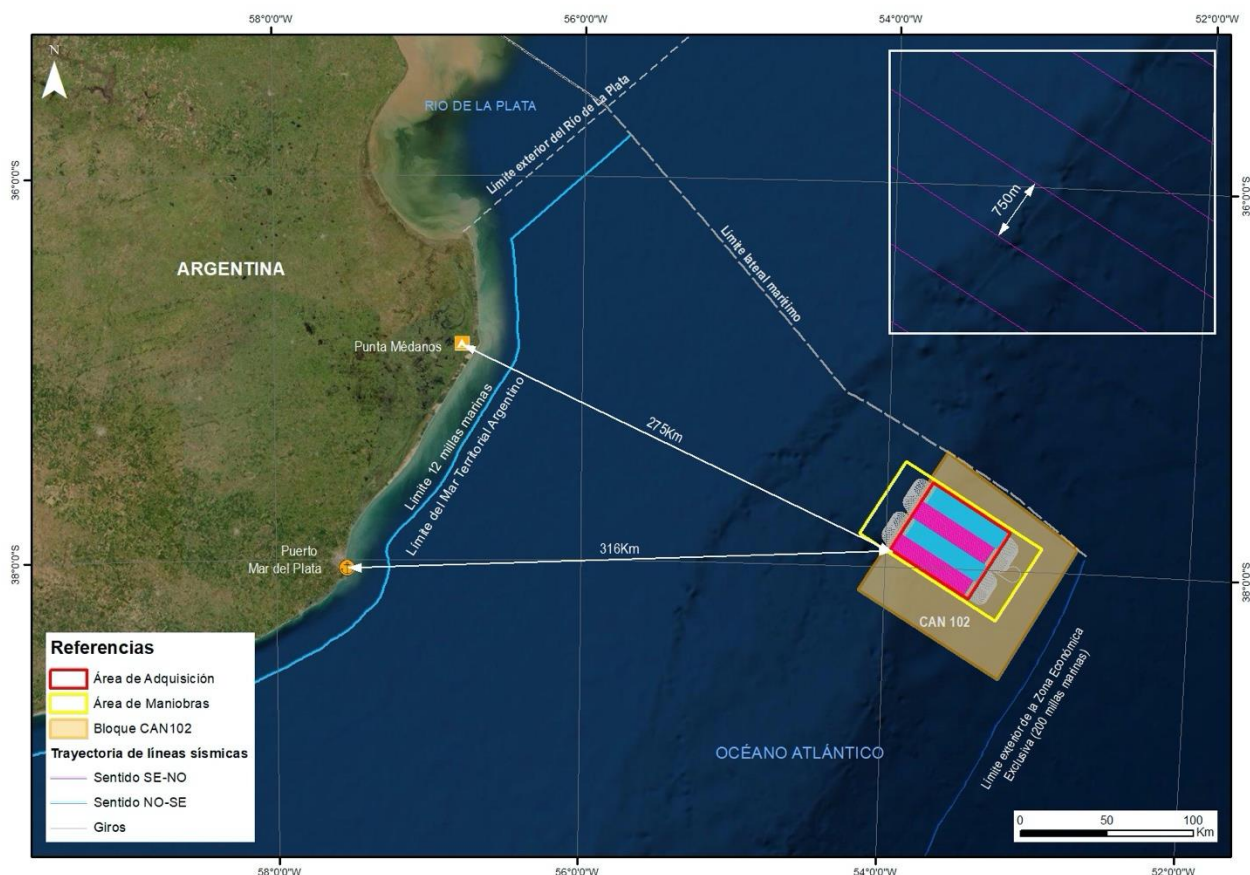 58°0'0"W
56°0'0"W
54°0'0"W
52°0'0"W
N
RIO DE LA PLATA
Límite exterior del Río de La Plata
36°0'0"S
36°0'0"S
750m
ARGENTINA
Límite lateral marítimo
Punta Médanos
275Km
Límite 12 millas marinas
Límite del Mar Territorial Argentino
316Km
Puerto
Mar del Plata
38°0'0"S
38°0'0"S
CAN 102
Límite exterior de la Zona Económica
Exclusiva (200 millas marinas)
OCÉANO ATLÁNTICO
Referencias
Área de Adquisición
Área de Maniobras
Bloque CAN102
Trayectoria de líneas sísmicas
Sentido SE-NO
Sentido NO-SE
Giros
0 50 100
Km
58°0'0"W
56°0'0"W
54°0'0"W
52°0'0"W